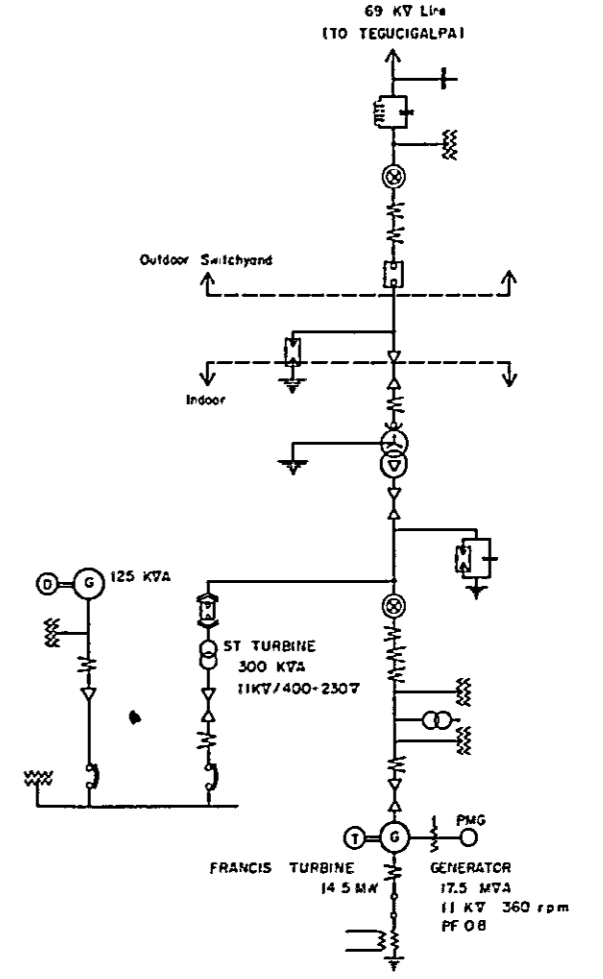 69 KV Line
(TO TEGUCIGALPA)
Outdoor Switchyand
Indoor
D
G
125 KVA
ST TURBINE
300 KVA
11KV/400-230V
PMG
T
G
FRANCIS TURBINE
14.5 MW
GENERATOR
17.5 MVA
11 KV 360 rpm
PF 0.8